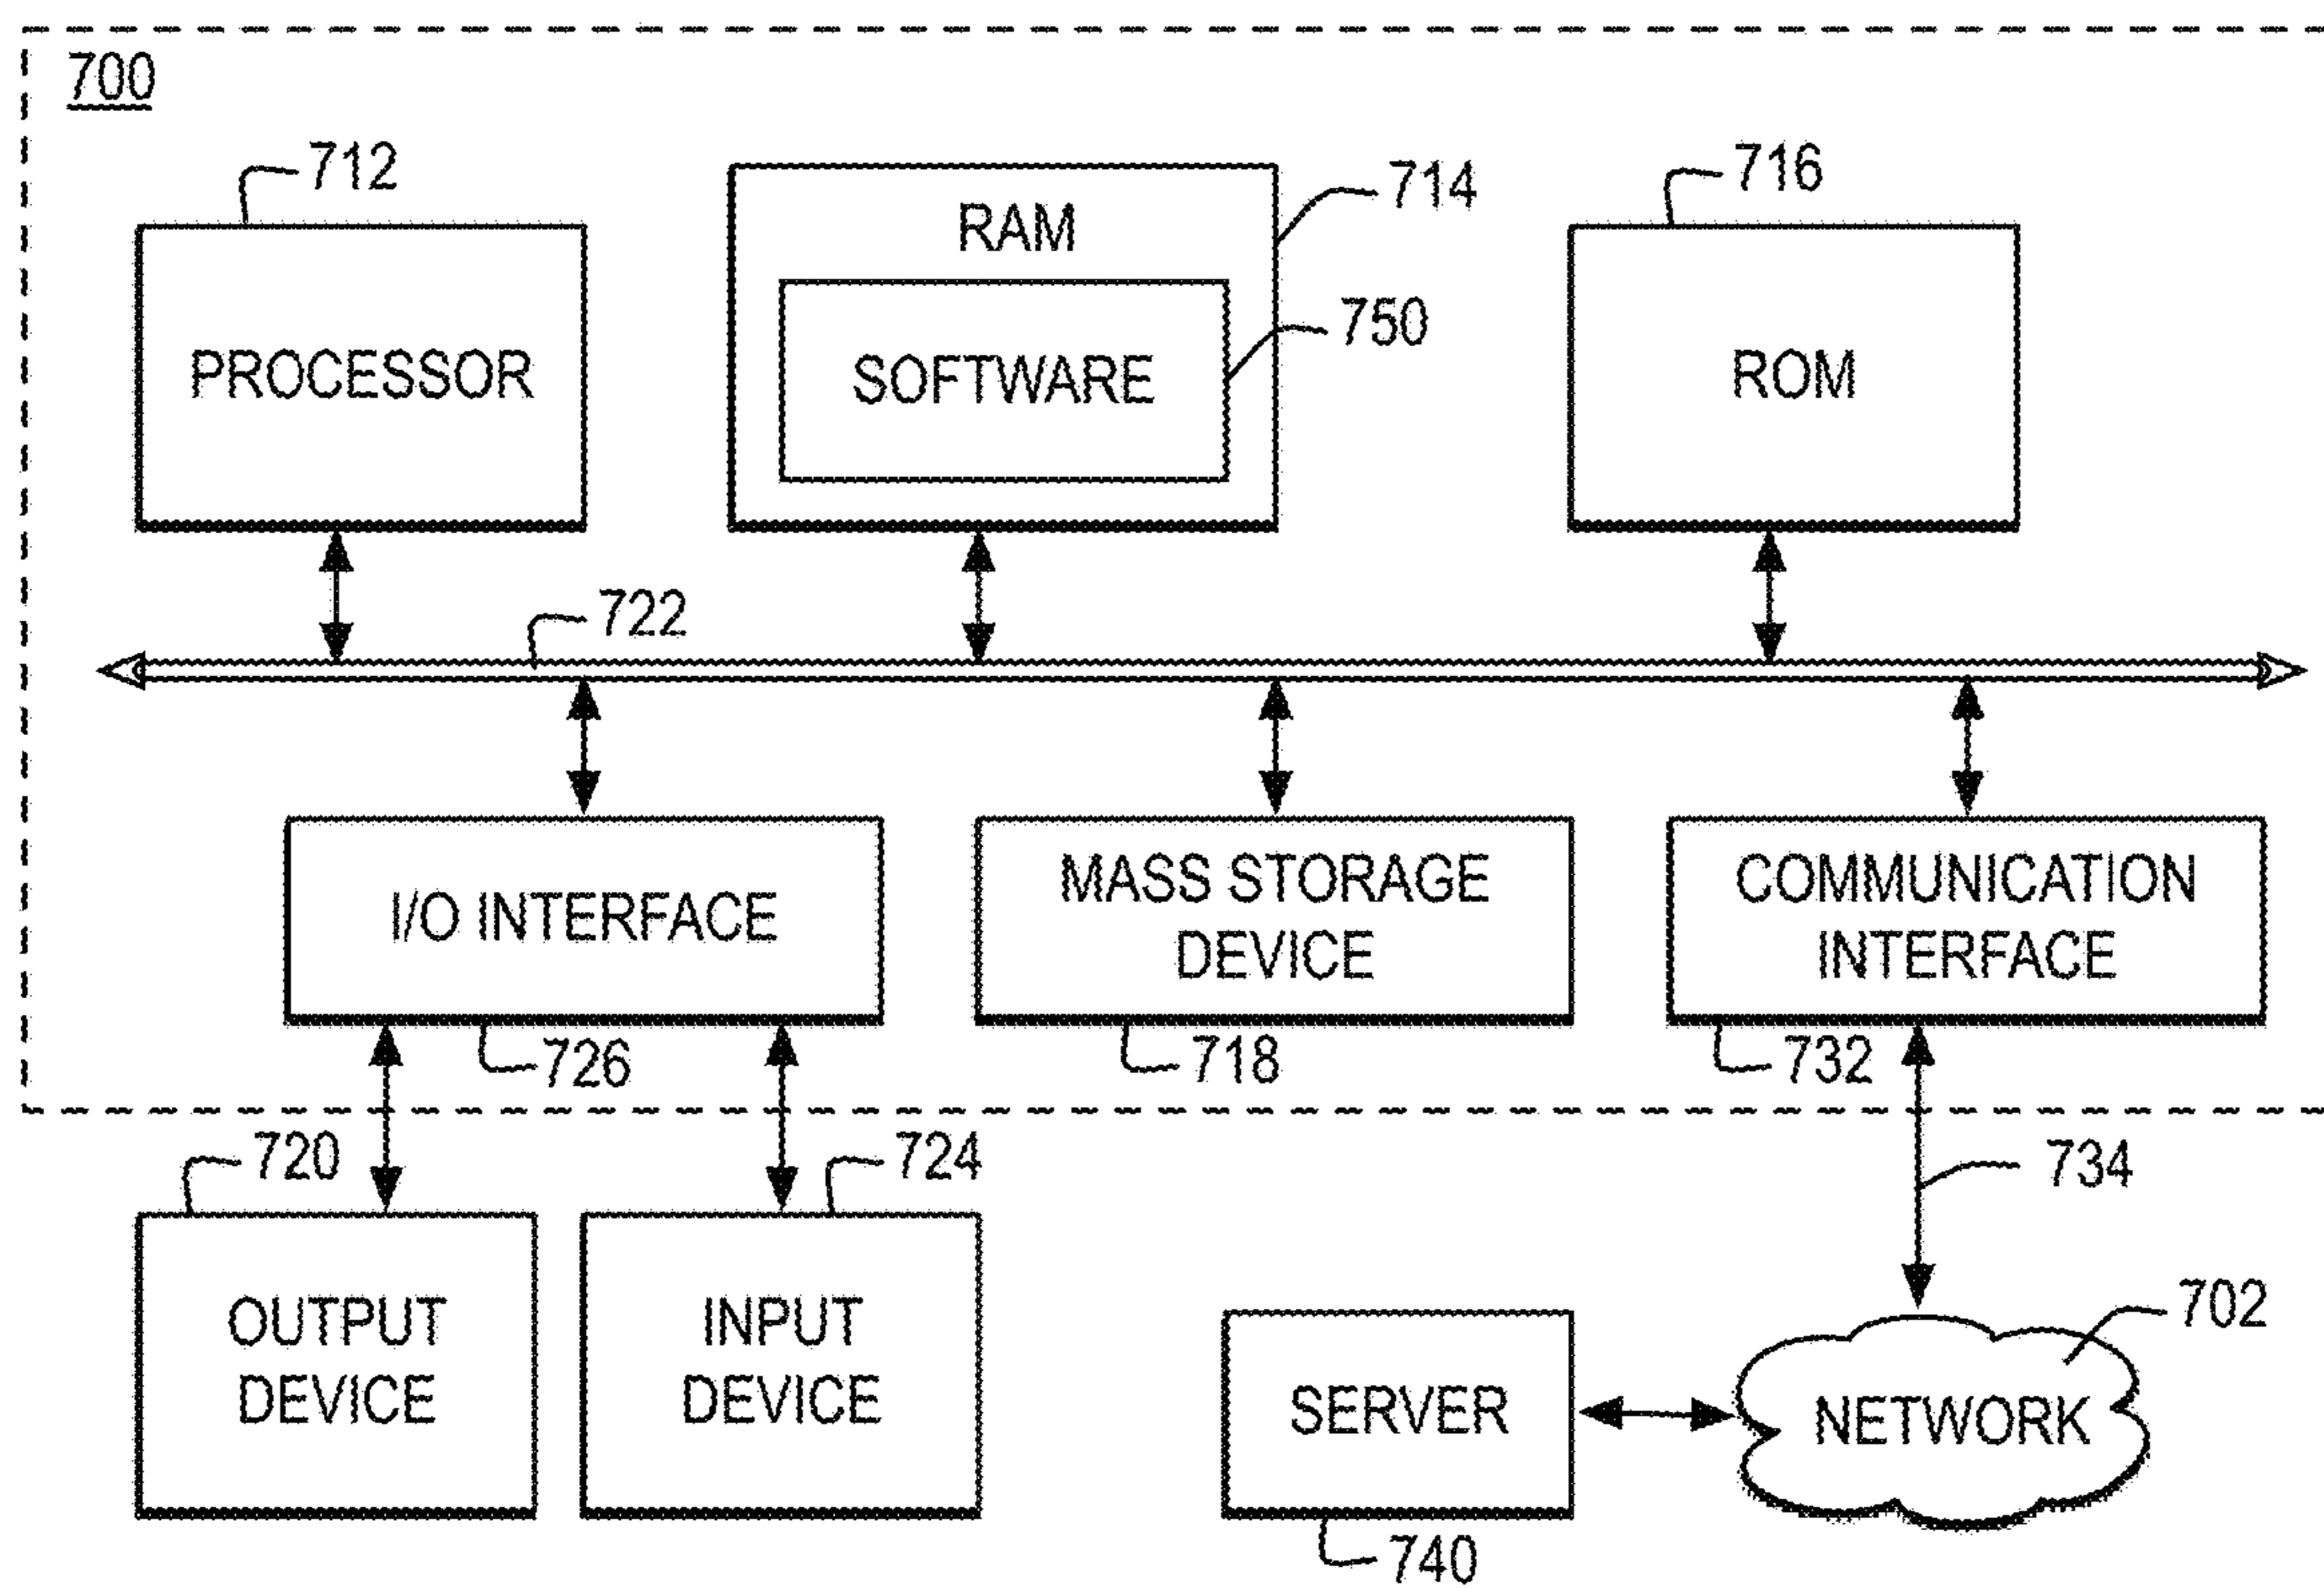 700
712
714
716
RAM
750
PROCESSOR
SOFTWARE
ROM
722
I/O INTERFACE
MASS STORAGE
DEVICE
COMMUNICATION
INTERFACE
726
718
732
720
724
734
OUTPUT
DEVICE
INPUT
DEVICE
702
SERVER
NETWORK
740